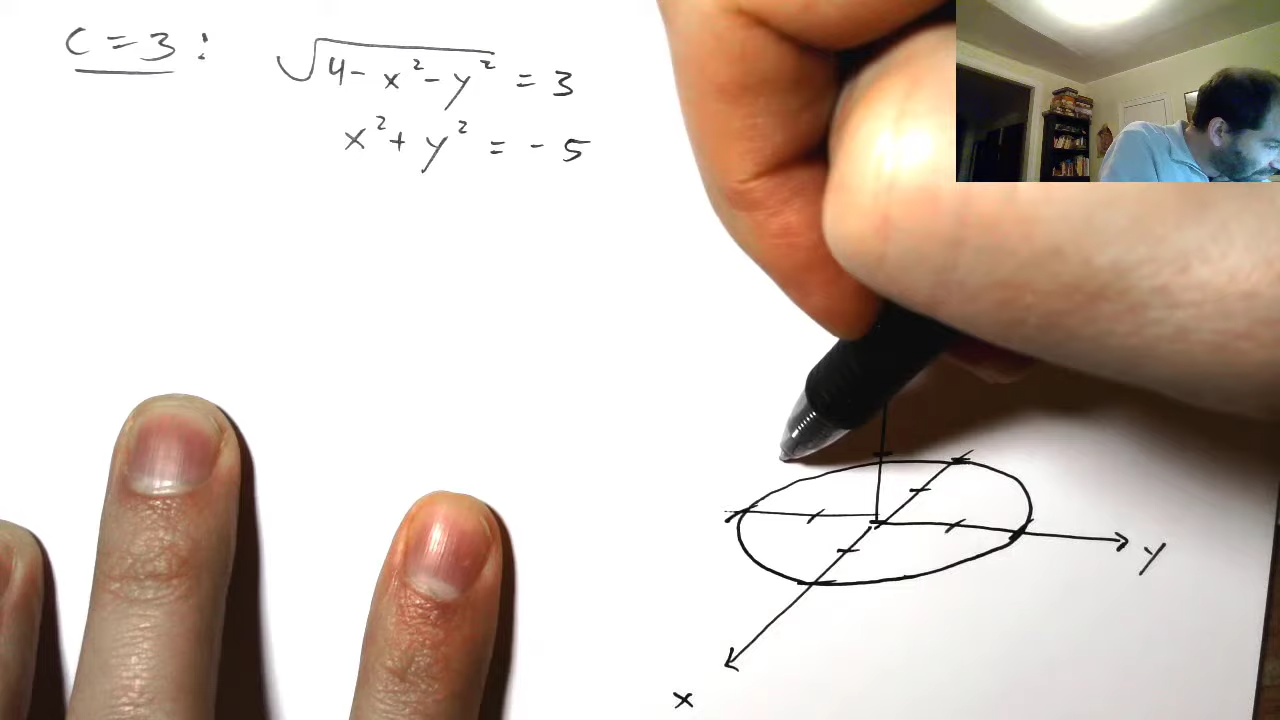 C = 3 : √(4 - x² - y²) = 3
x² + y² = - 5
y
x